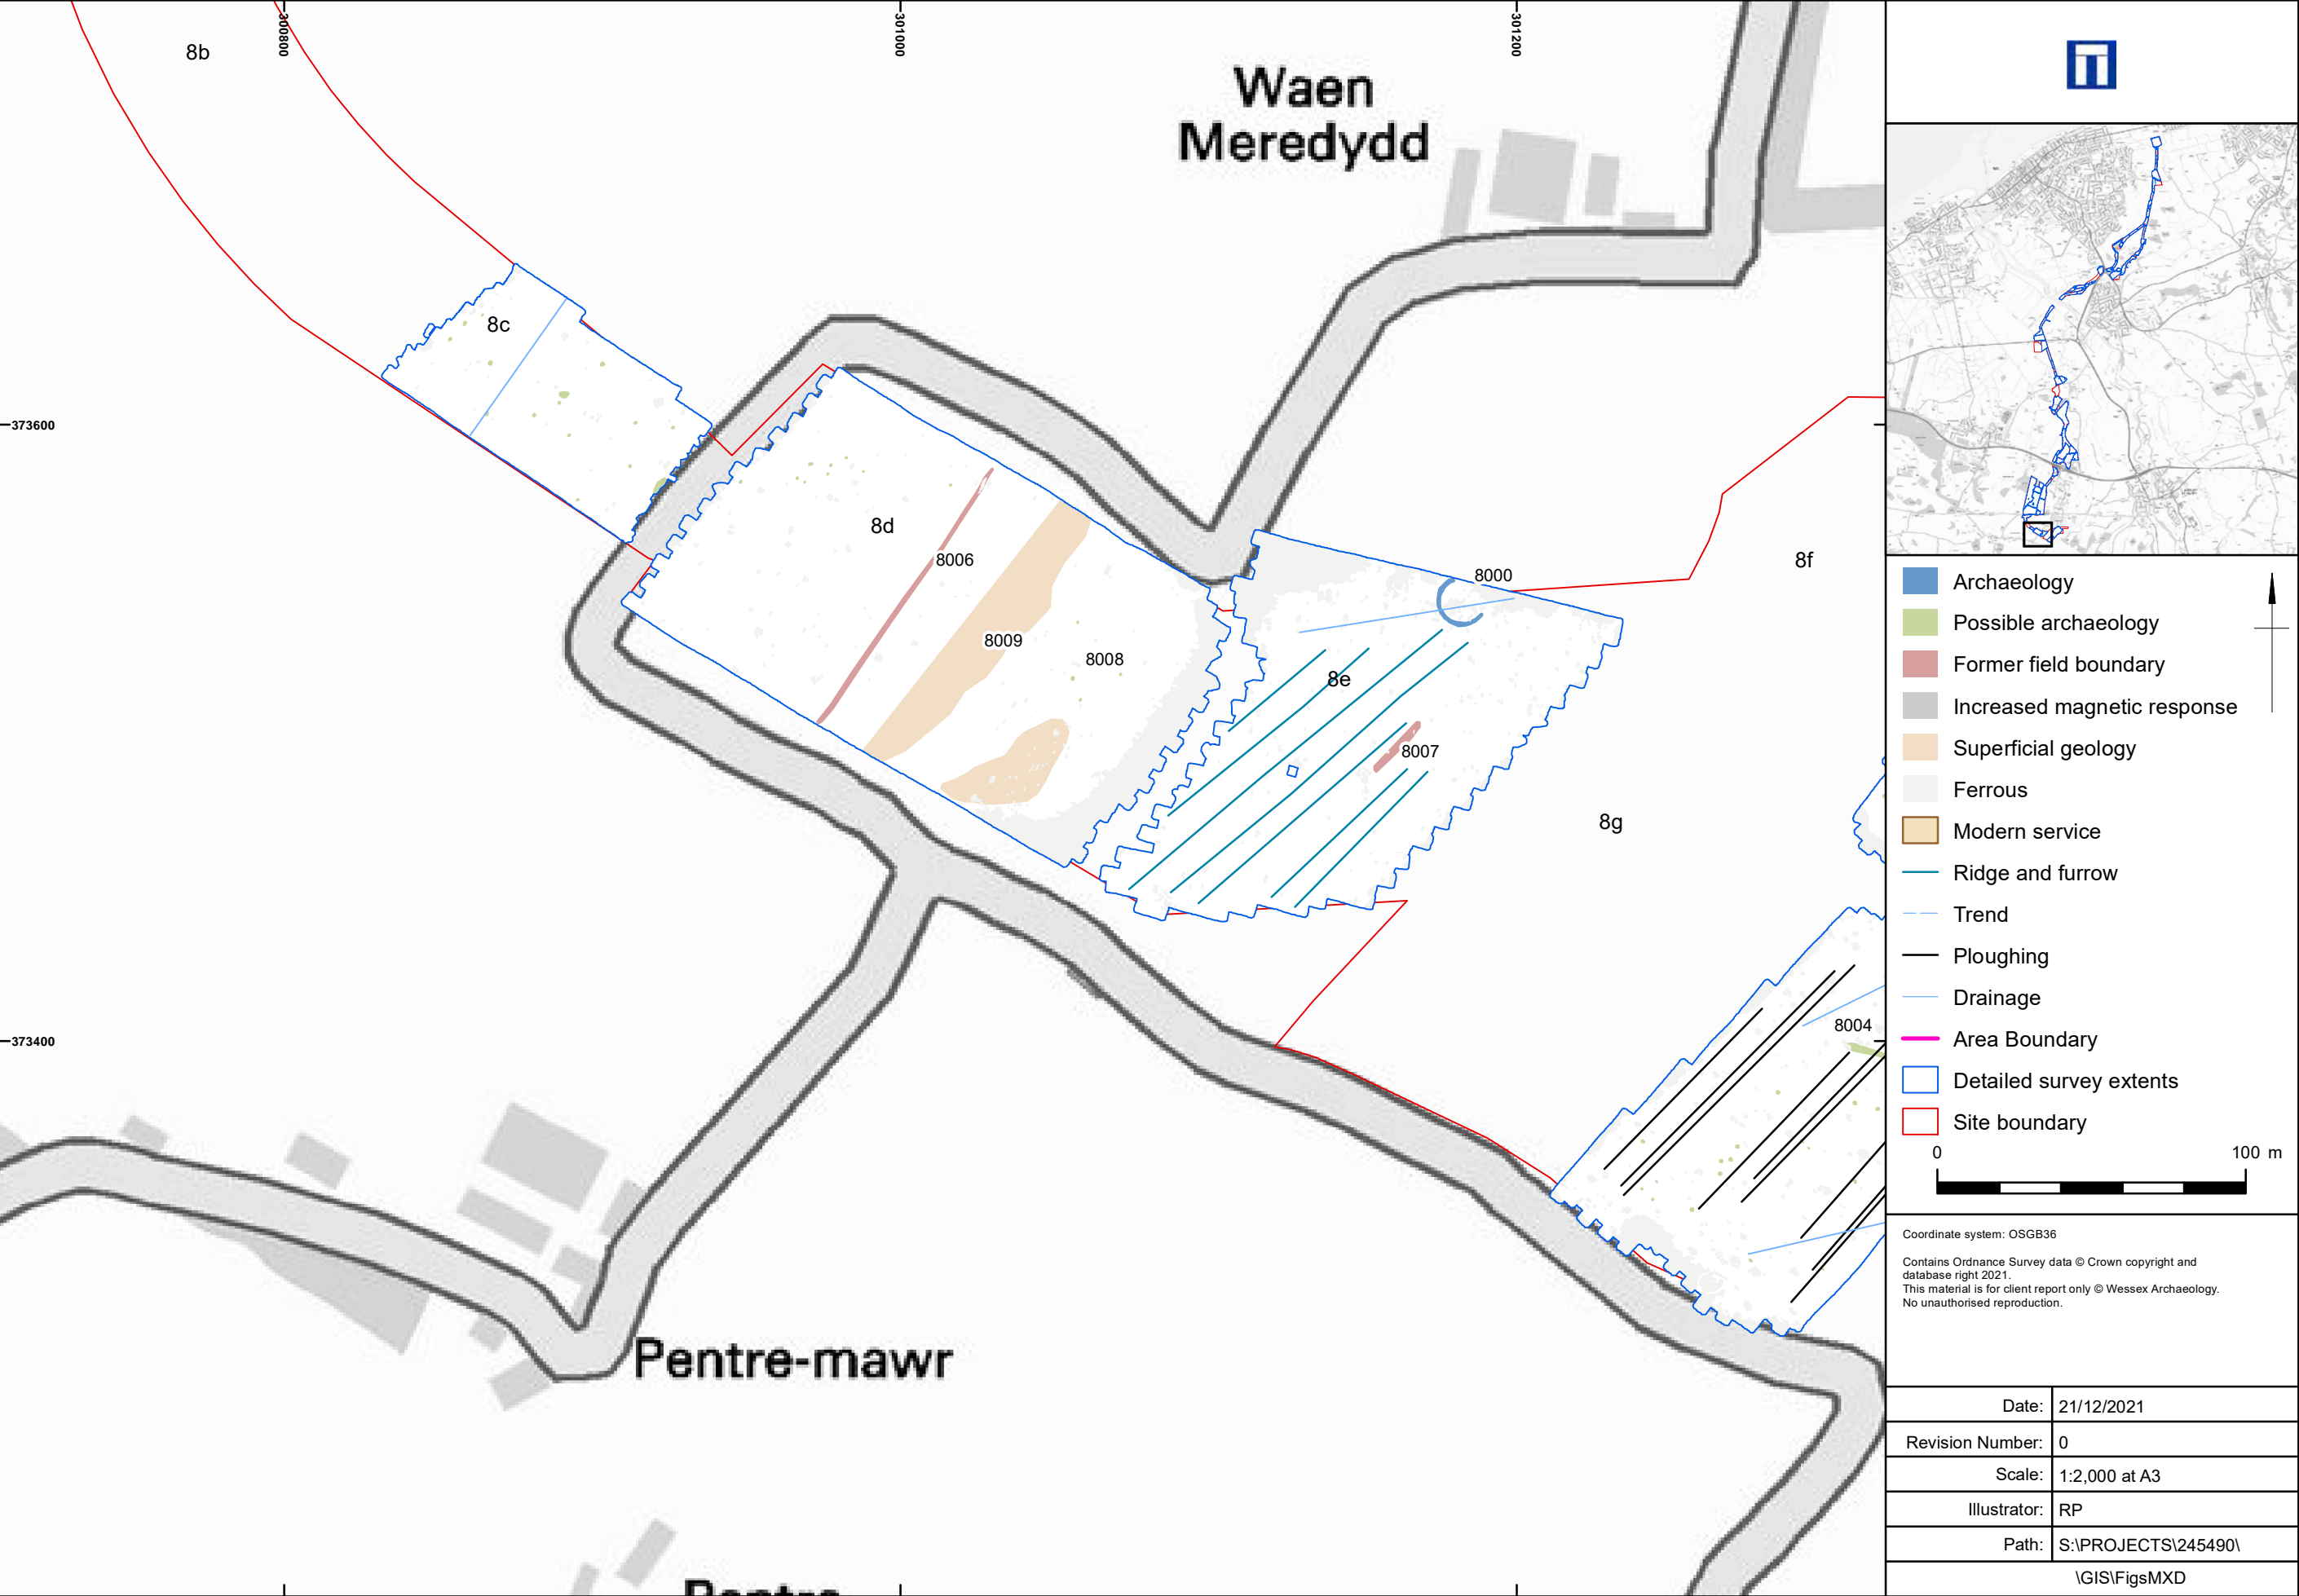 300800
301000
301200
8b
Waen
Meredydd
8c
373600
8d
8006
8000
8f
8009
8008
8e
8007
8g
373400
8004
Pentre-mawr
Archaeology
Possible archaeology
Former field boundary
Increased magnetic response
Superficial geology
Ferrous
Modern service
Ridge and furrow
Trend
Ploughing
Drainage
Area Boundary
Detailed survey extents
Site boundary
0 100 m
Coordinate system: OSGB36
Contains Ordnance Survey data © Crown copyright and
database right 2021.
This material is for client report only © Wessex Archaeology.
No unauthorised reproduction.
Date: 21/12/2021
Revision Number: 0
Scale: 1:2,000 at A3
Illustrator: RP
Path: S:\PROJECTS\245490\
\GIS\FigsMXD